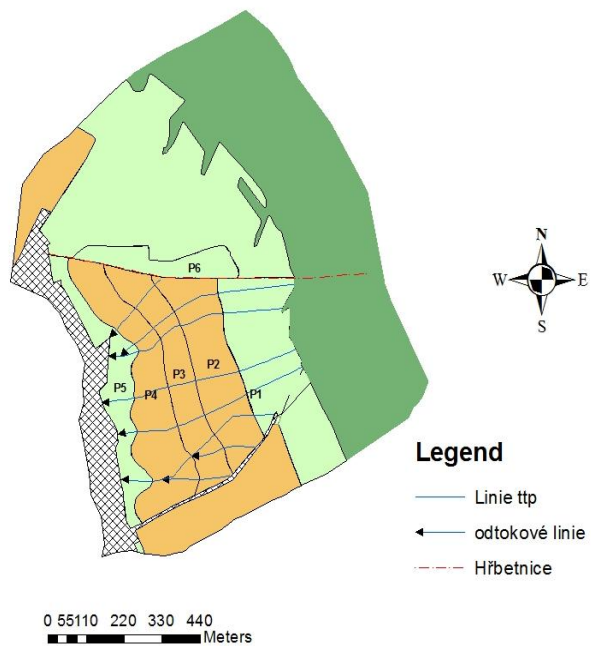 P6
P5
P4
P3
P2
P1
N
W
E
S
Legend
Linie ttp
odtokové linie
Hřbetnice
0 55110 220 330 440
Meters